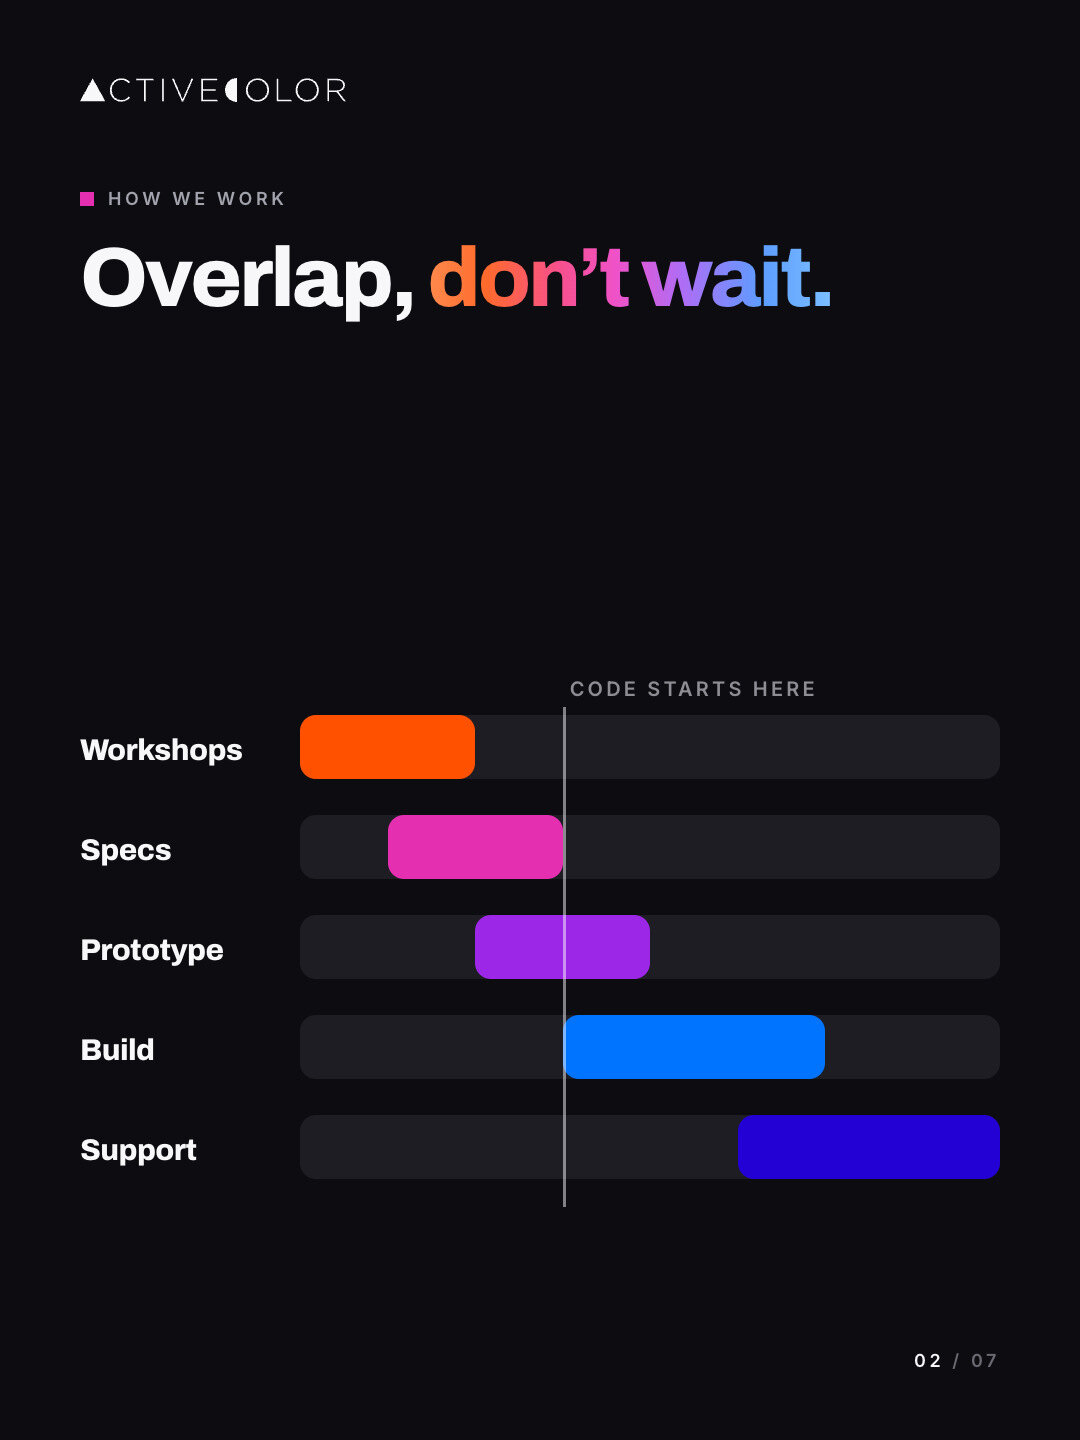 ACTIVECOLOR
HOW WE WORK
Overlap, don’t wait.
CODE STARTS HERE
Workshops
Specs
Prototype
Build
Support
02 / 07